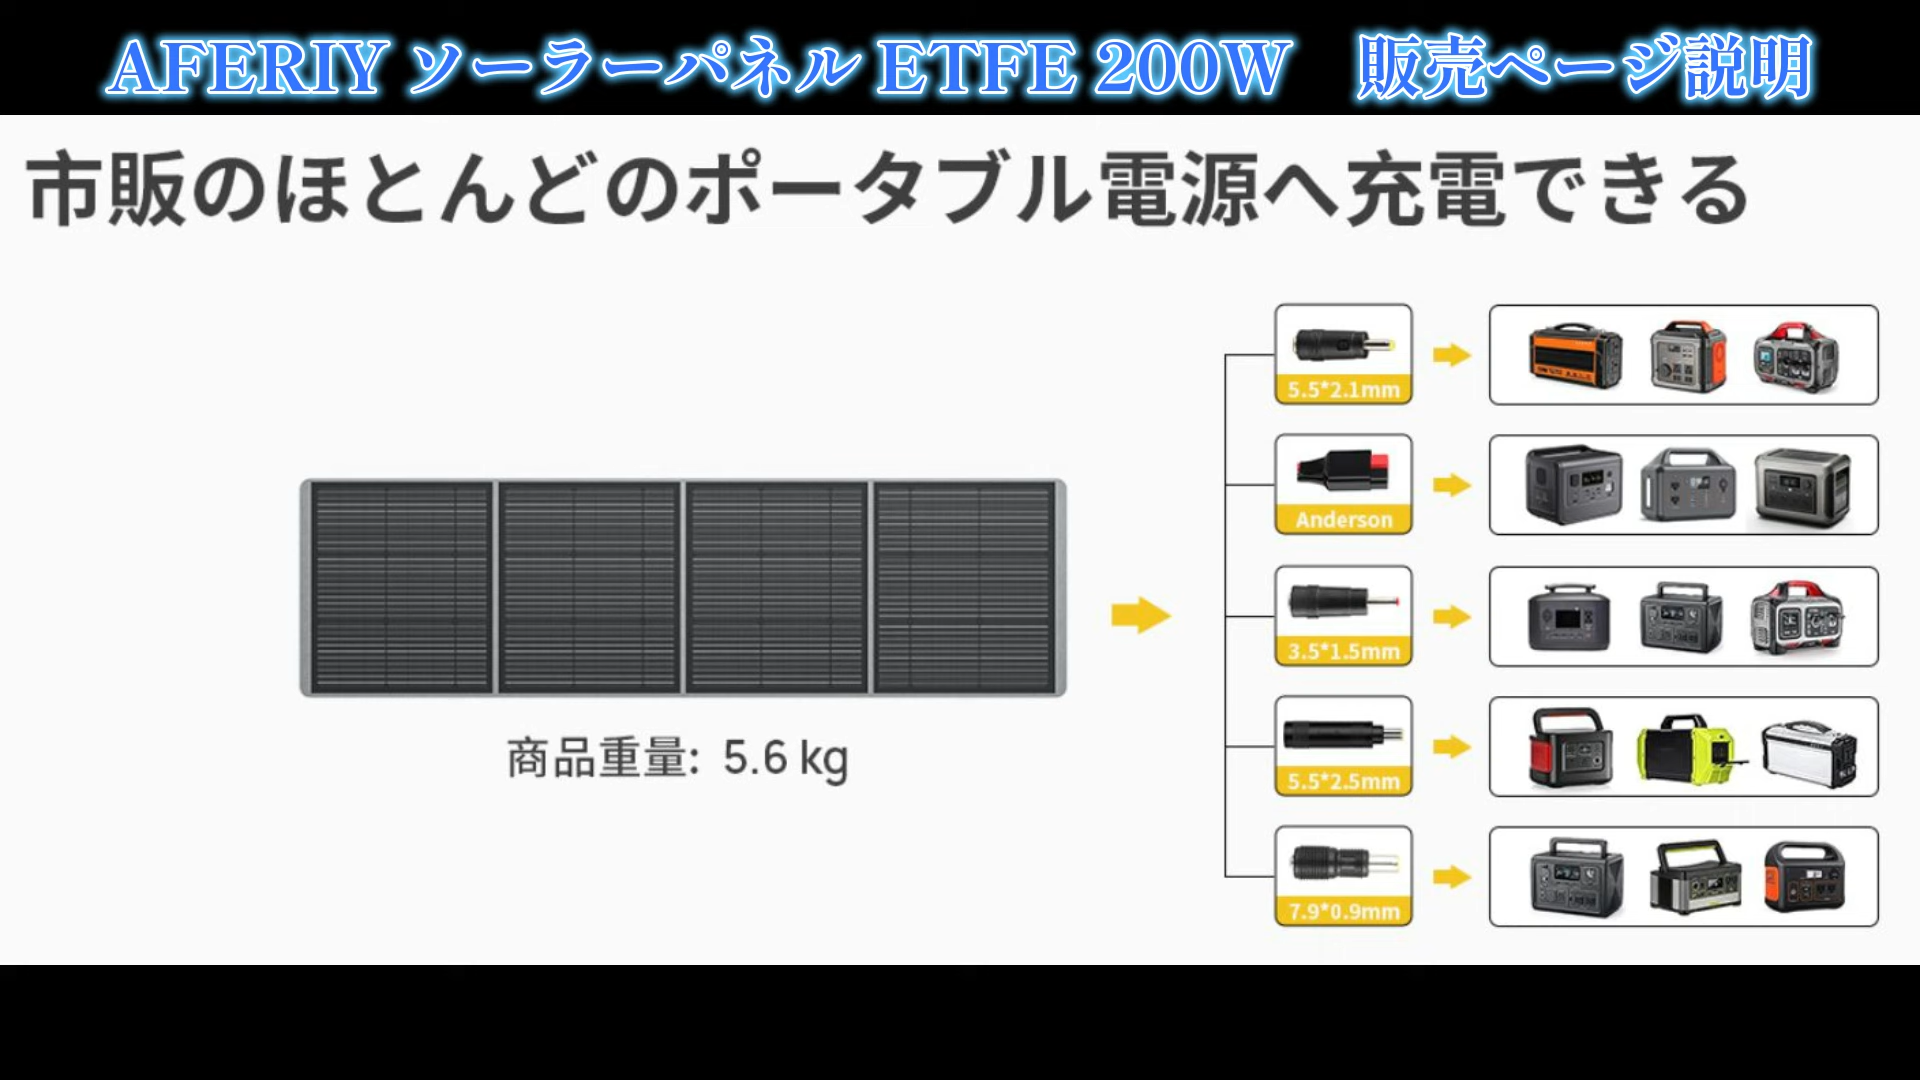 AFERIY ソーラーパネル ETFE 200W　販売ページ説明
市販のほとんどのポータブル電源へ充電できる
5.5*2.1mm
Anderson
3.5*1.5mm
5.5*2.5mm
7.9*0.9mm
商品重量: 5.6 kg